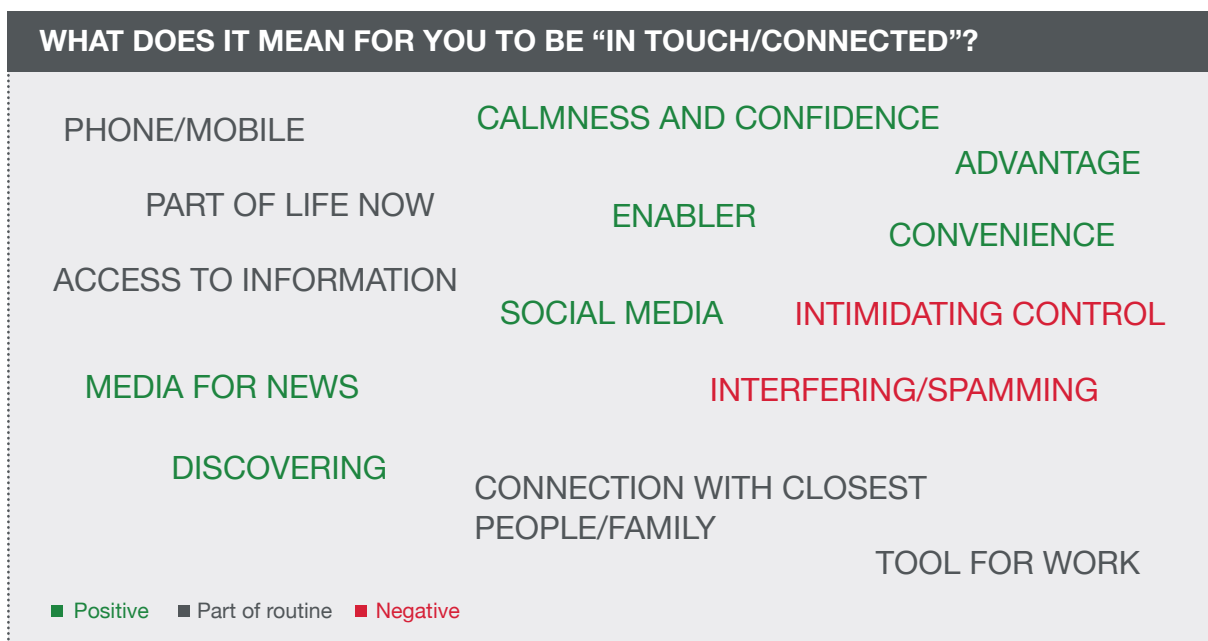 WHAT DOES IT MEAN FOR YOU TO BE “IN TOUCH/CONNECTED”?
PHONE/MOBILE
CALMNESS AND CONFIDENCE
ADVANTAGE
PART OF LIFE NOW
ENABLER
CONVENIENCE
ACCESS TO INFORMATION
SOCIAL MEDIA
INTIMIDATING CONTROL
MEDIA FOR NEWS
INTERFERING/SPAMMING
DISCOVERING
CONNECTION WITH CLOSEST
PEOPLE/FAMILY
TOOL FOR WORK
Positive
Part of routine
Negative